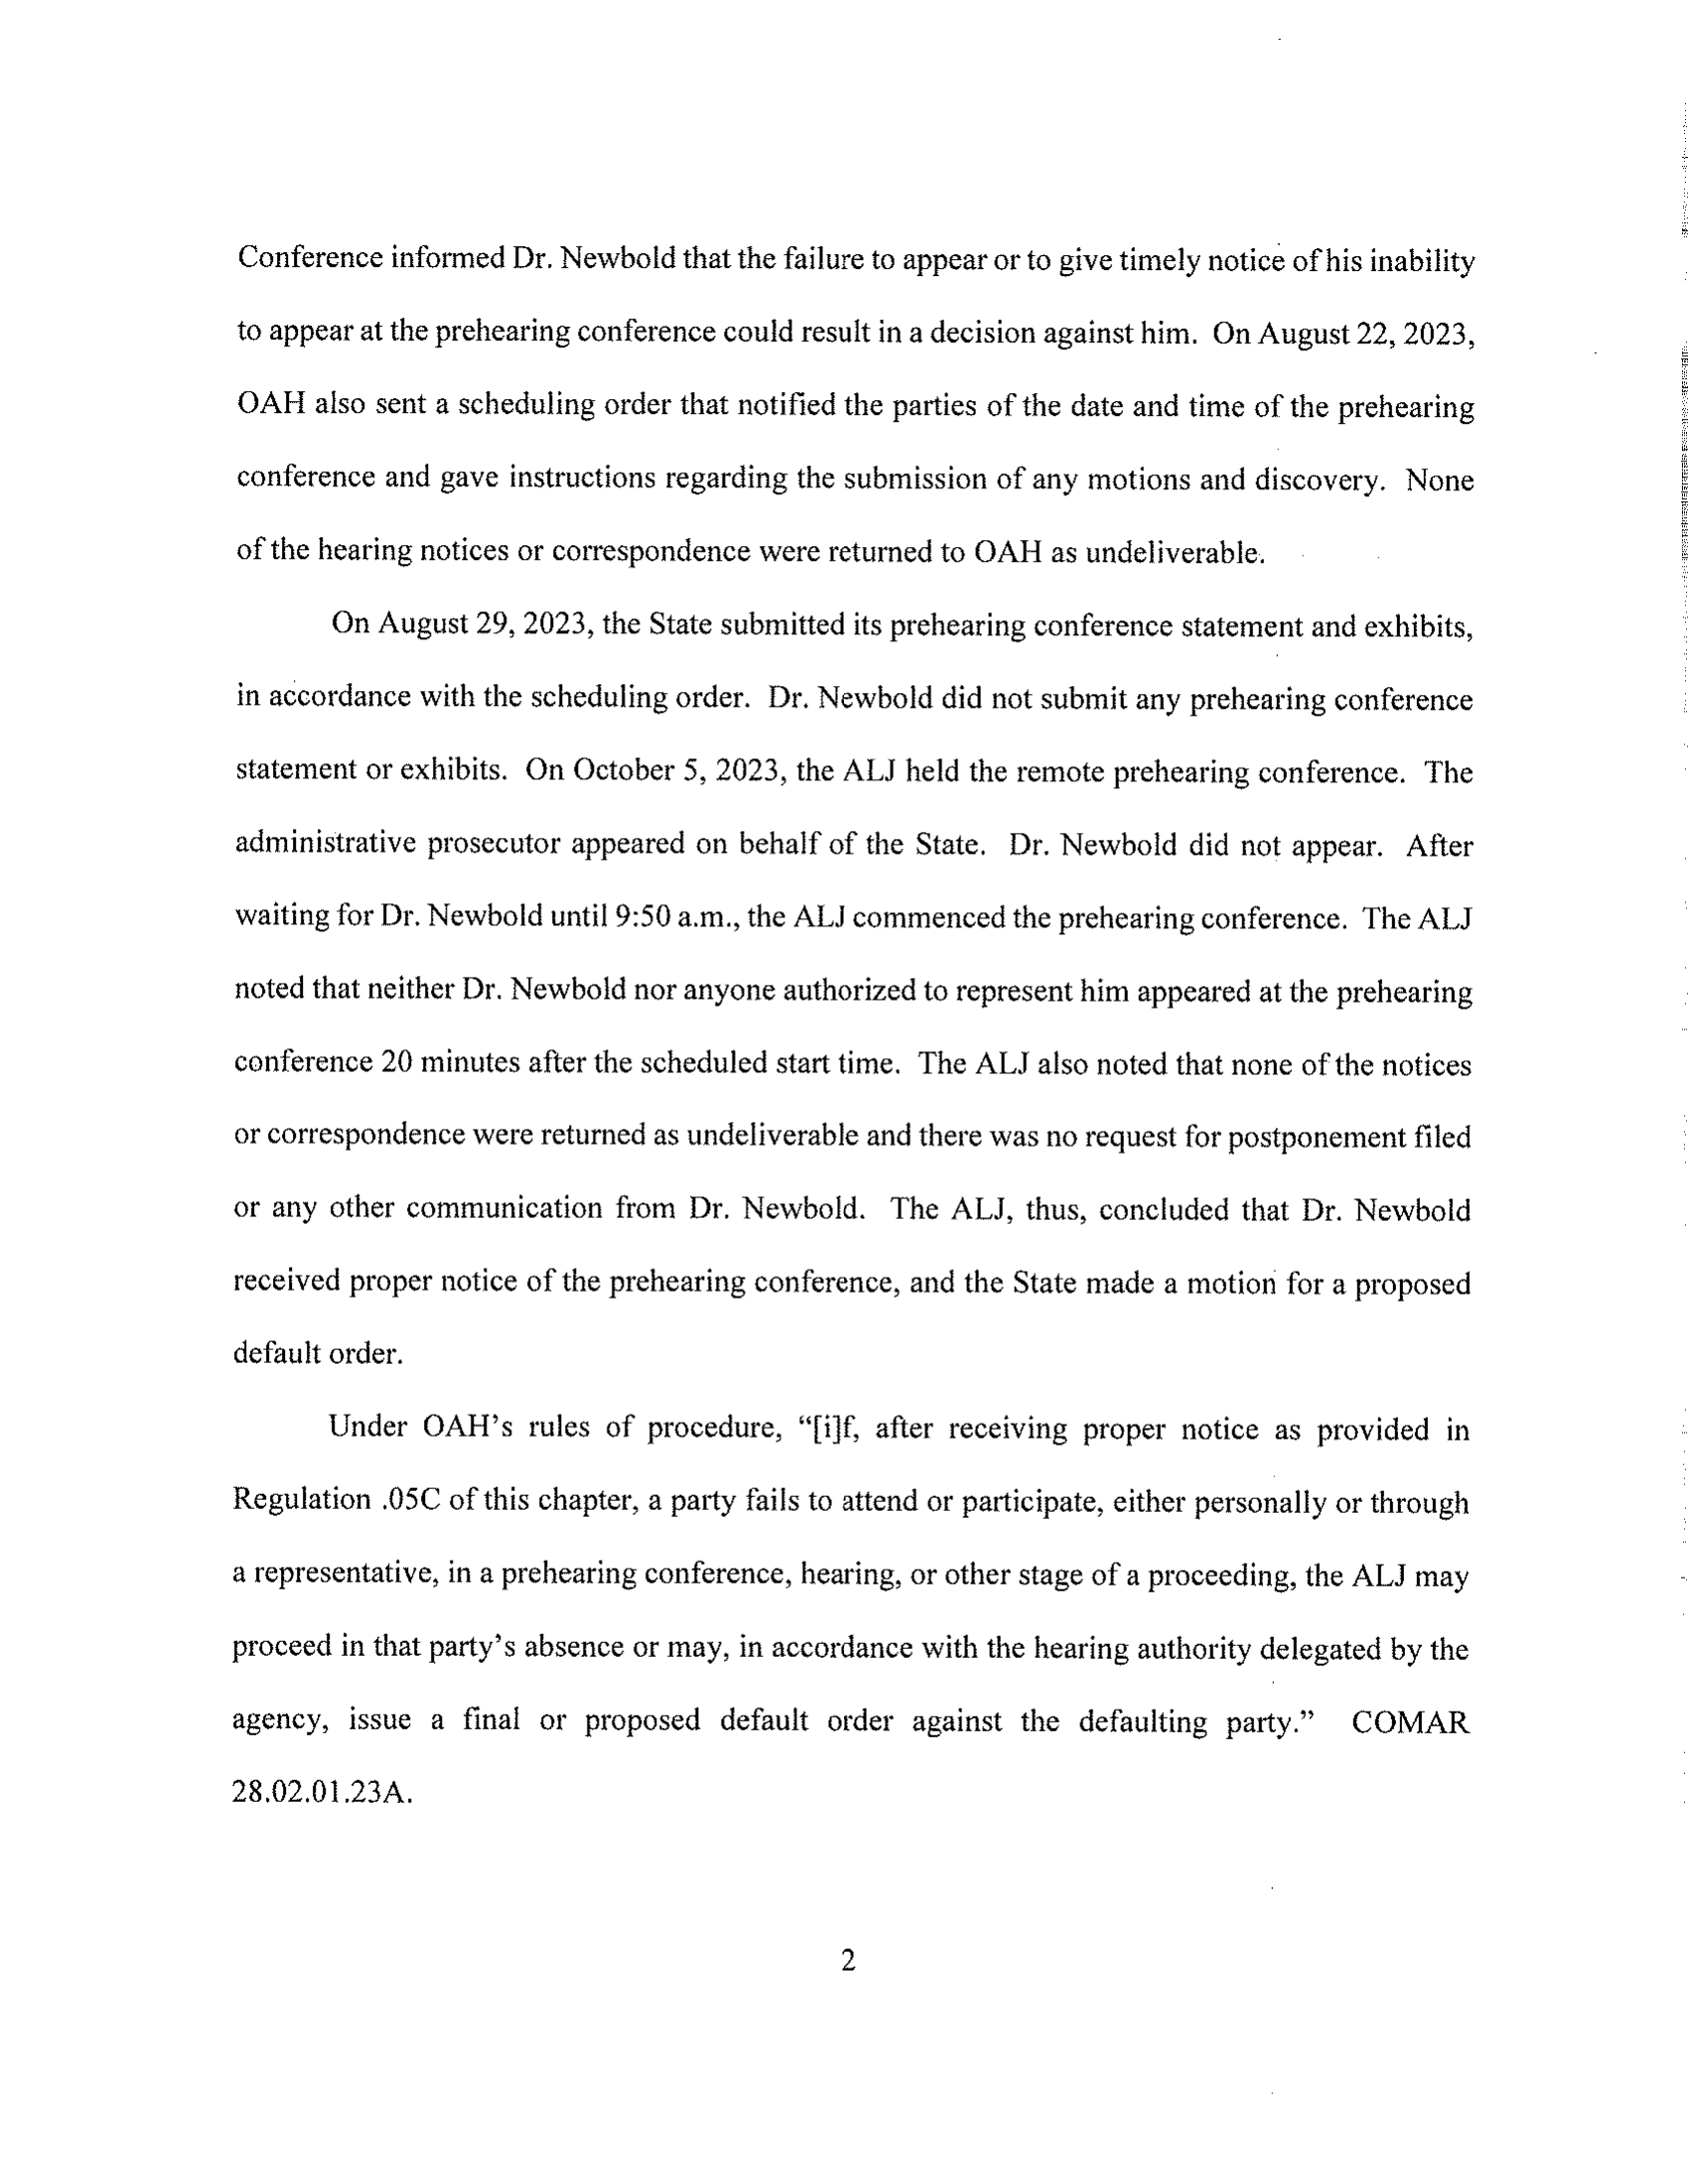 Conference informed Dr. Newbold that the failure to appear or to give timely notice of his inability
to appear at the prehearing conference could result in a decision against him. On August 22, 2023,
OAH also sent a scheduling order that notified the parties of the date and time of the prehearing
conference and gave instructions regarding the submission of any motions and discovery. None
of the hearing notices or correspondence were returned to OAH as undeliverable.
On August 29, 2023, the State submitted its prehearing conference statement and exhibits,
in accordance with the scheduling order. Dr. Newbold did not submit any prehearing conference
statement or exhibits. On October 5, 2023, the ALJ held the remote prehearing conference. The
administrative prosecutor appeared on behalf of the State. Dr. Newbold did not appear. After
waiting for Dr. Newbold until 9:50 a.m., the ALJ commenced the prehearing conference. The ALJ
noted that neither Dr. Newbold nor anyone authorized to represent him appeared at the prehearing
conference 20 minutes after the scheduled start time. The ALJ also noted that none of the notices
or correspondence were returned as undeliverable and there was no request for postponement filed
or any other communication from Dr. Newbold. The ALJ, thus, concluded that Dr. Newbold
received proper notice of the prehearing conference, and the State made a motion for a proposed
default order.
Under OAH's rules of procedure, “[i]f, after receiving proper notice as provided in
Regulation .05C of this chapter, a party fails to attend or participate, either personally or through
a representative, in a prehearing conference, hearing, or other stage of a proceeding, the ALJ may
proceed in that party's absence or may, in accordance with the hearing authority delegated by the
agency, issue a final or proposed default order against the defaulting party.” COMAR
28.02.01.23A.
2